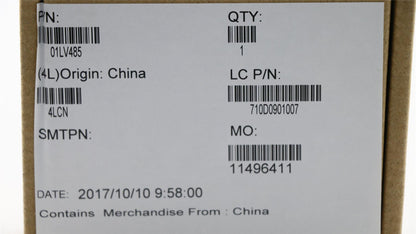 PN: QTY:
01LV485 1
(4L)Origin: China LC P/N:
4LCN 710D0901007
SMTPN: MO:
11496411
DATE: 2017/10/10 9:58:00
Contains Merchandise From : China